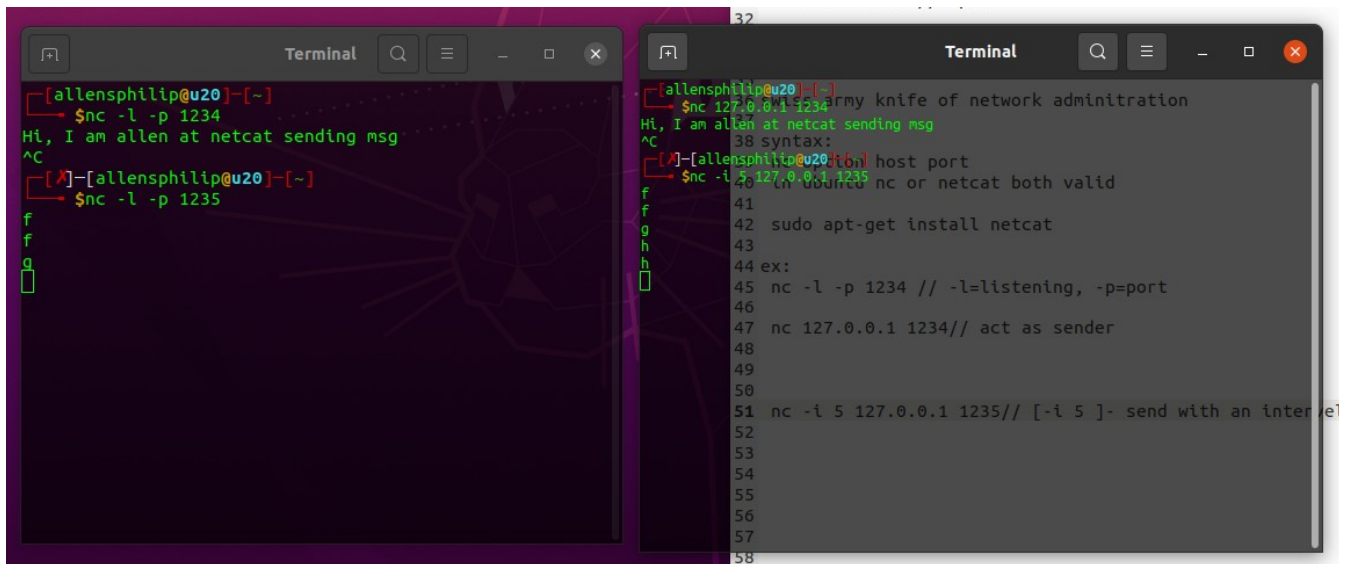 Terminal
[allensphilip@u20]-[~]
$nc -l -p 1234
Hi, I am allen at netcat sending msg
^C
[✗]-[allensphilip@u20]-[~]
$nc -l -p 1235
f
f
g
Terminal
[allensphilip@u20]-[~]
$nc 127.0.0.1 1234
Hi, I am allen at netcat sending msg
^C
[✗]-[allensphilip@u20]-[~]
$nc -i 5 127.0.0.1 1235
f
f
g
h
h
32
army knife of network adminitration
37
38 syntax:
host port
40 in ubuntu nc or netcat both valid
41
42 sudo apt-get install netcat
43
44 ex:
45 nc -l -p 1234 // -l=listening, -p=port
46
47 nc 127.0.0.1 1234// act as sender
48
49
50
51 nc -i 5 127.0.0.1 1235// [-i 5 ]- send with an intervel
52
53
54
55
56
57
58